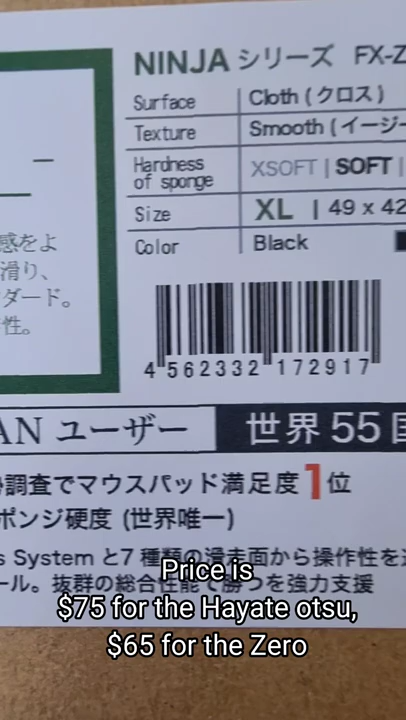 NINJA シリーズ FX-Z
Surface Cloth (クロス)
Texture Smooth (イージー
Hardness of sponge XSOFT | SOFT |
Size XL | 49 x 42
Color Black
感をよ
滑り、
ダード。
性。
4 562332 172917
AN ユーザー 世界 55 国
調査でマウスパッド満足度1位
ポンジ硬度 (世界唯一)
s System と7 種類の滑走面から操作性を
ール。抜群の総合性能で勝つを強力支援
Price is
$75 for the Hayate otsu,
$65 for the Zero